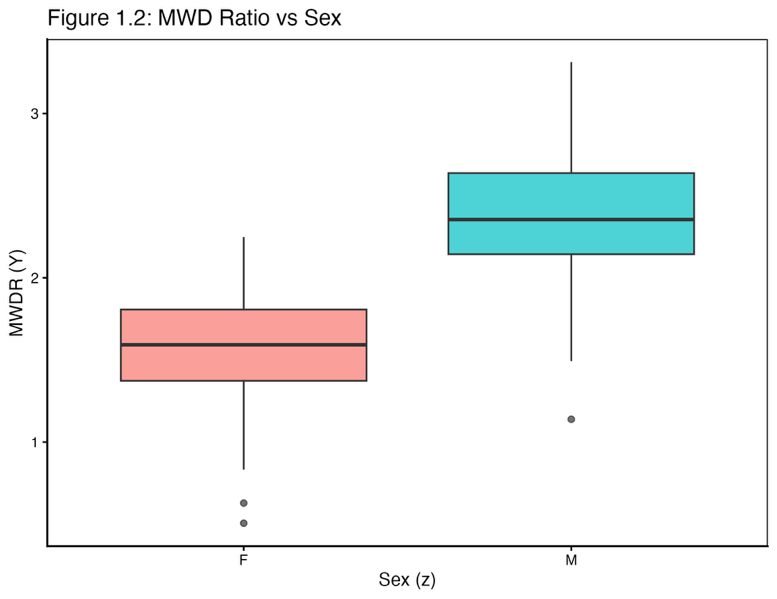 Figure 1.2: MWD Ratio vs Sex
MWDR (Y)
3
2
1
F
M
Sex (z)